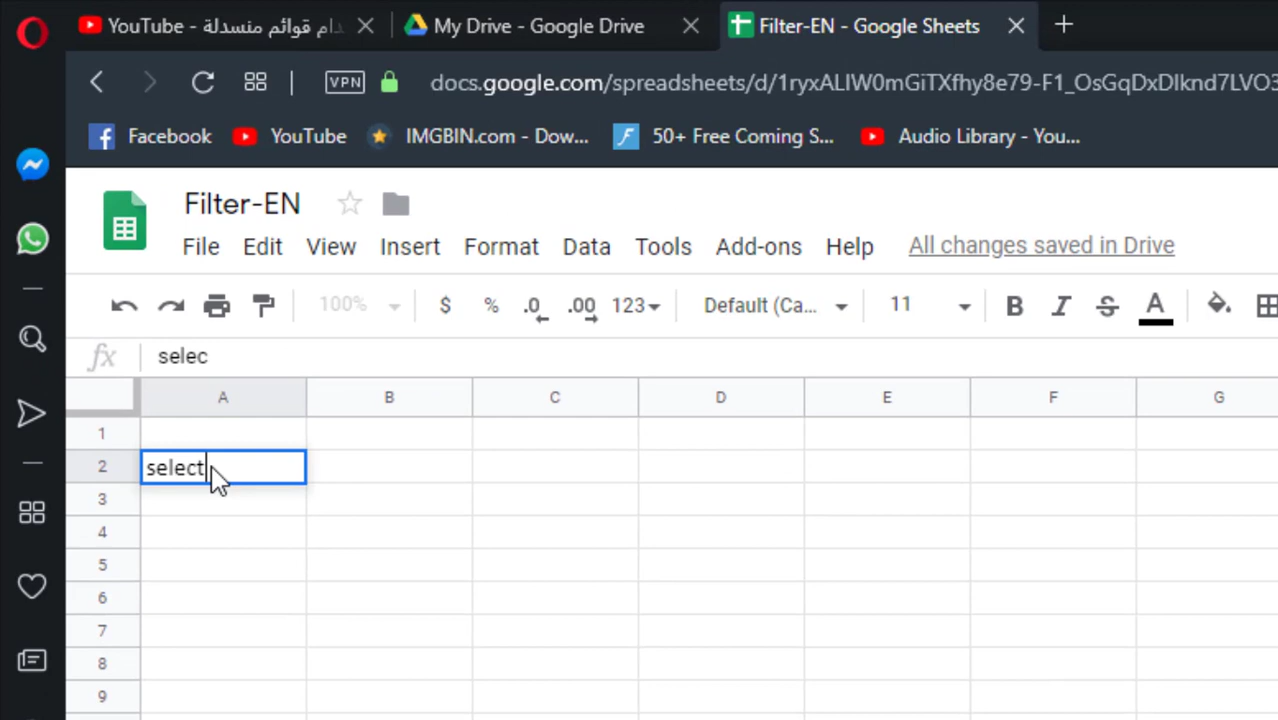 YouTube - دام قوائم منسدلة
My Drive - Google Drive
Filter-EN - Google Sheets
VPN
docs.google.com/spreadsheets/d/1ryxALIW0mGiTXfhy8e79-F1_OsGqDxDlknd7LVO3
Facebook
YouTube
IMGBIN.com - Dow...
50+ Free Coming S...
Audio Library - You...
Filter-EN
File Edit View Insert Format Data Tools Add-ons Help All changes saved in Drive
100% $ % .0 .00 123 Default (Ca... 11 B I S A
fx selec
A B C D E F G
1
2 select
3
4
5
6
7
8
9